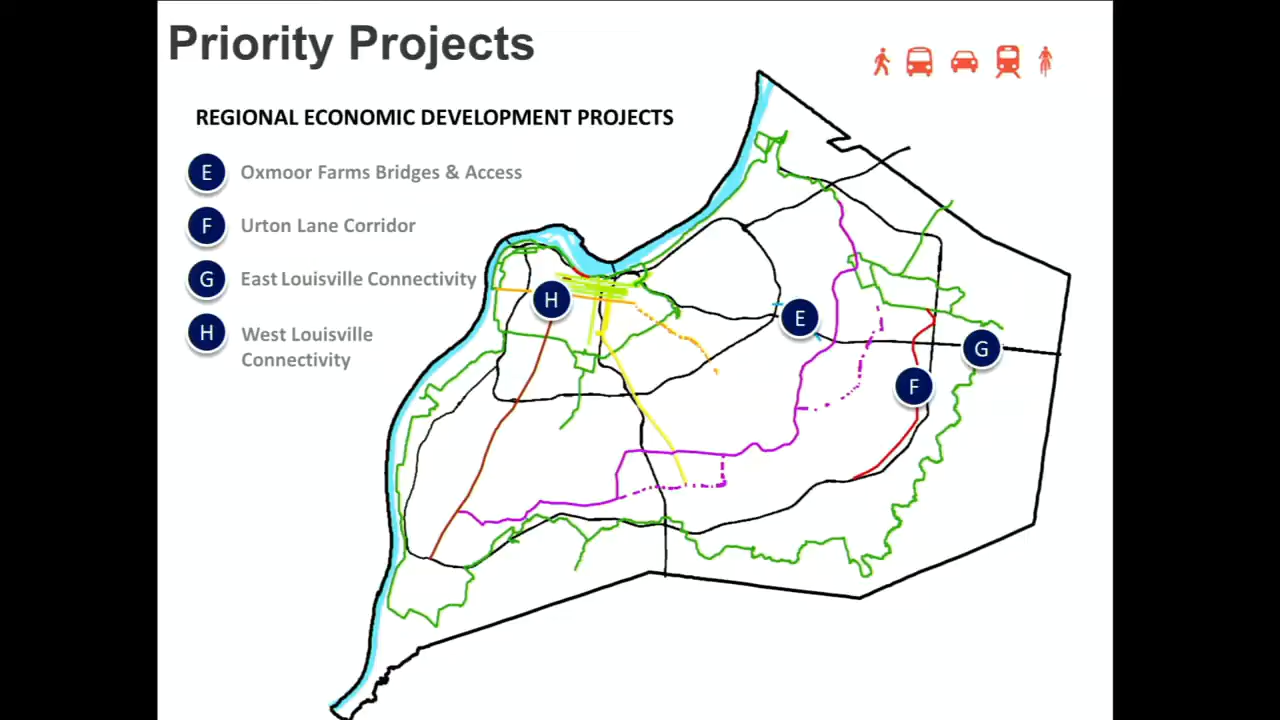 Priority Projects
REGIONAL ECONOMIC DEVELOPMENT PROJECTS
E Oxmoor Farms Bridges & Access
F Urton Lane Corridor
G East Louisville Connectivity
H West Louisville
Connectivity
H
E
G
F